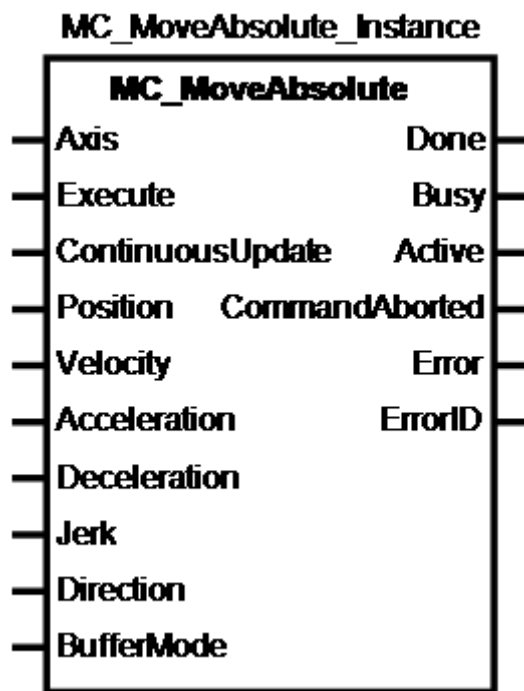 MC_MoveAbsolute_Instance
MC_MoveAbsolute
Axis Done
Execute Busy
ContinuousUpdate Active
Position CommandAborted
Velocity Error
Acceleration ErrorID
Deceleration
Jerk
Direction
BufferMode